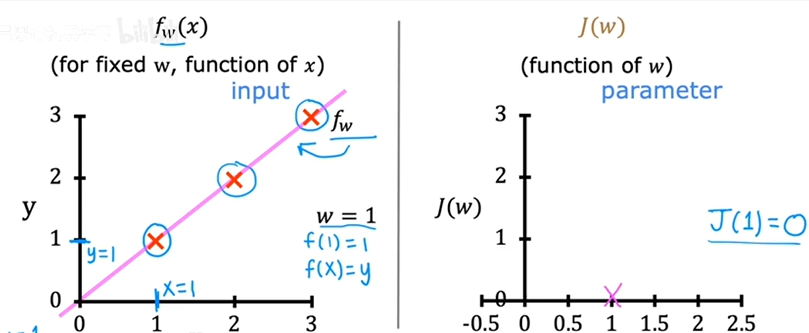 f_w(x)
(for fixed w, function of x)
input
3
2
1
0
y
y=1
x=1
f_w
w = 1
f(1)=1
f(x)=y
0 1 2 3
J(w)
(function of w)
parameter
3
2
1
0
J(w)
J(1)=0
-0.5 0 0.5 1 1.5 2 2.5